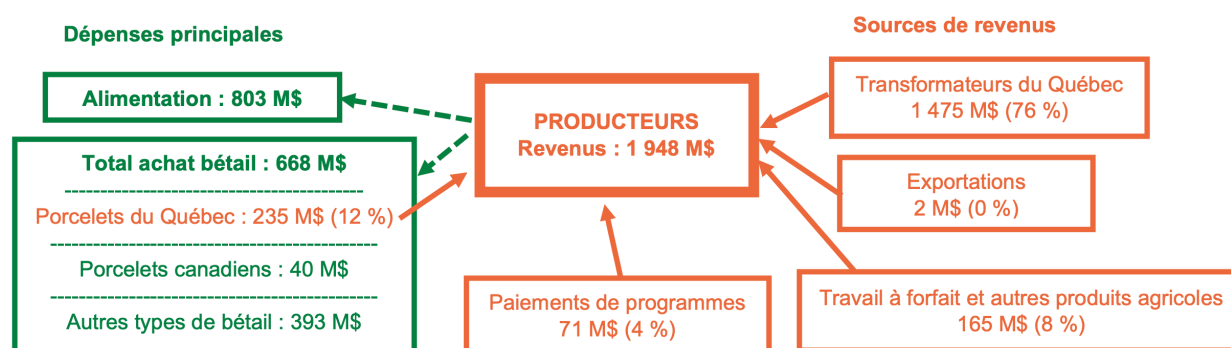 Dépenses principales
Alimentation : 803 M$
Total achat bétail : 668 M$
Porcelets du Québec : 235 M$ (12 %)
Porcelets canadiens : 40 M$
Autres types de bétail : 393 M$
PRODUCTEURS
Revenus : 1 948 M$
Paiements de programmes
71 M$ (4 %)
Sources de revenus
Transformateurs du Québec
1 475 M$ (76 %)
Exportations
2 M$ (0 %)
Travail à forfait et autres produits agricoles
165 M$ (8 %)